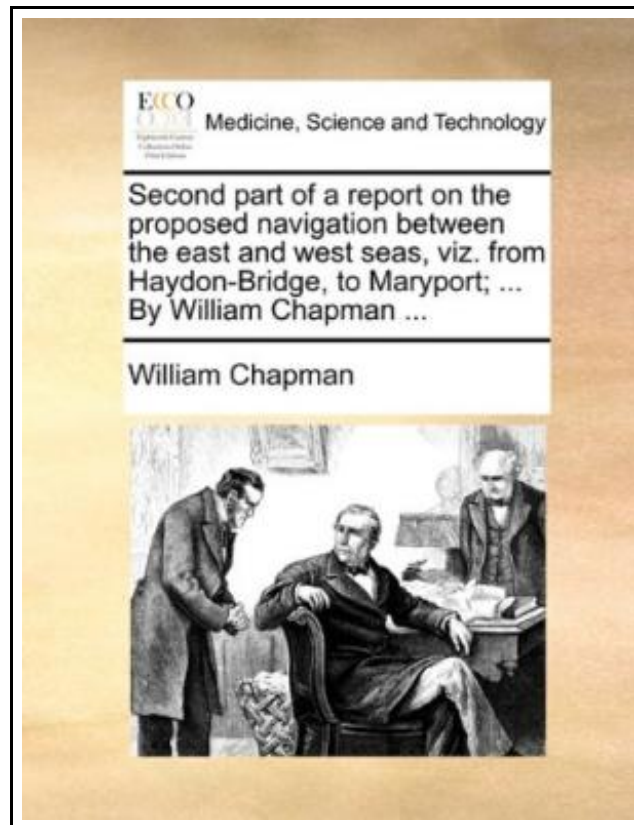 ECCO
Medicine, Science and Technology
Second part of a report on the
proposed navigation between
the east and west seas, viz. from
Haydon-Bridge, to Maryport; ...
By William Chapman ...
William Chapman